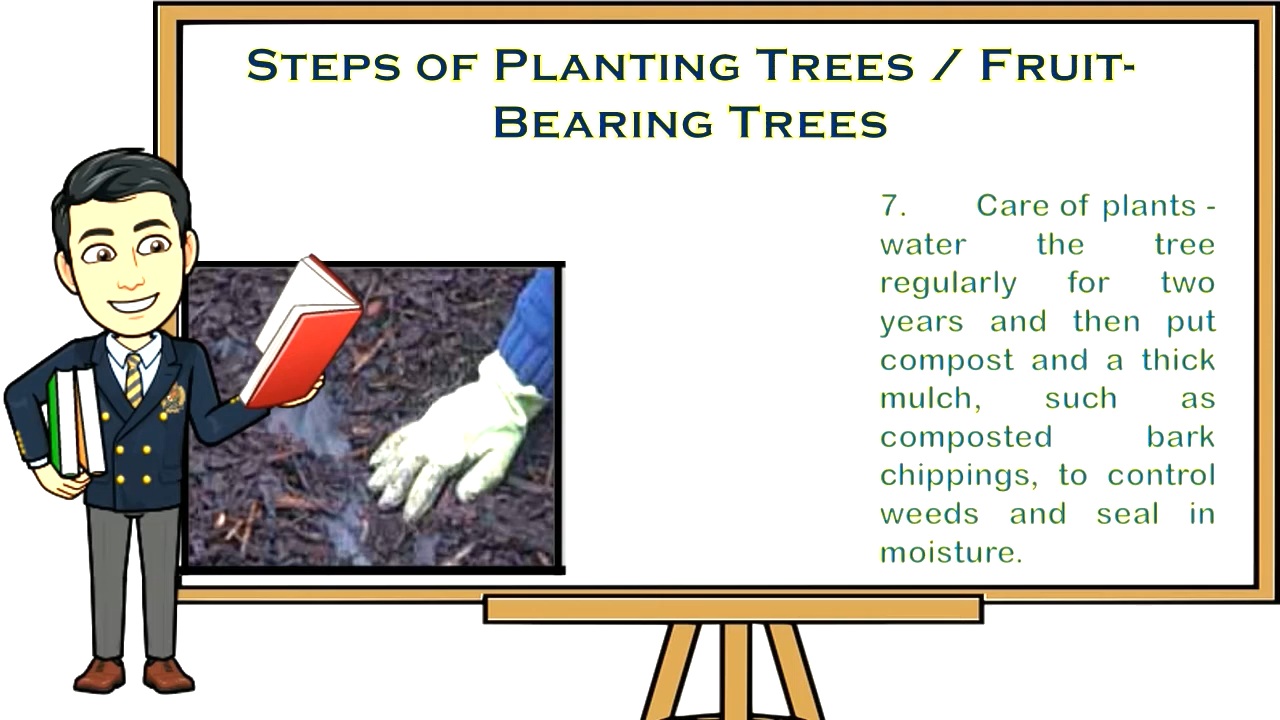 Steps of Planting Trees / Fruit-
Bearing Trees
7. Care of plants -
water the tree
regularly for two
years and then put
compost and a thick
mulch, such as
composted bark
chippings, to control
weeds and seal in
moisture.